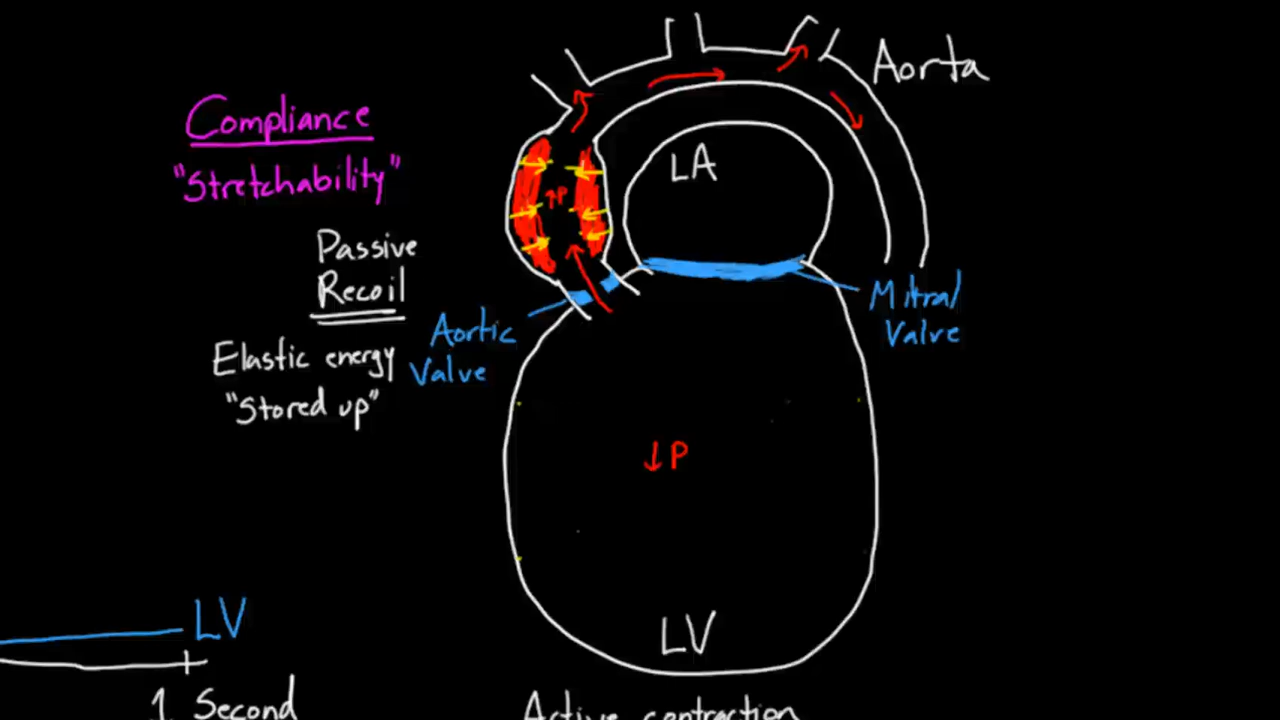 Aorta
Compliance
"Stretchability"
LA
↑P
Passive
Recoil
Mitral
Valve
Aortic
Valve
Elastic energy
"Stored up"
↓P
LV
LV
1 Second
Active contraction